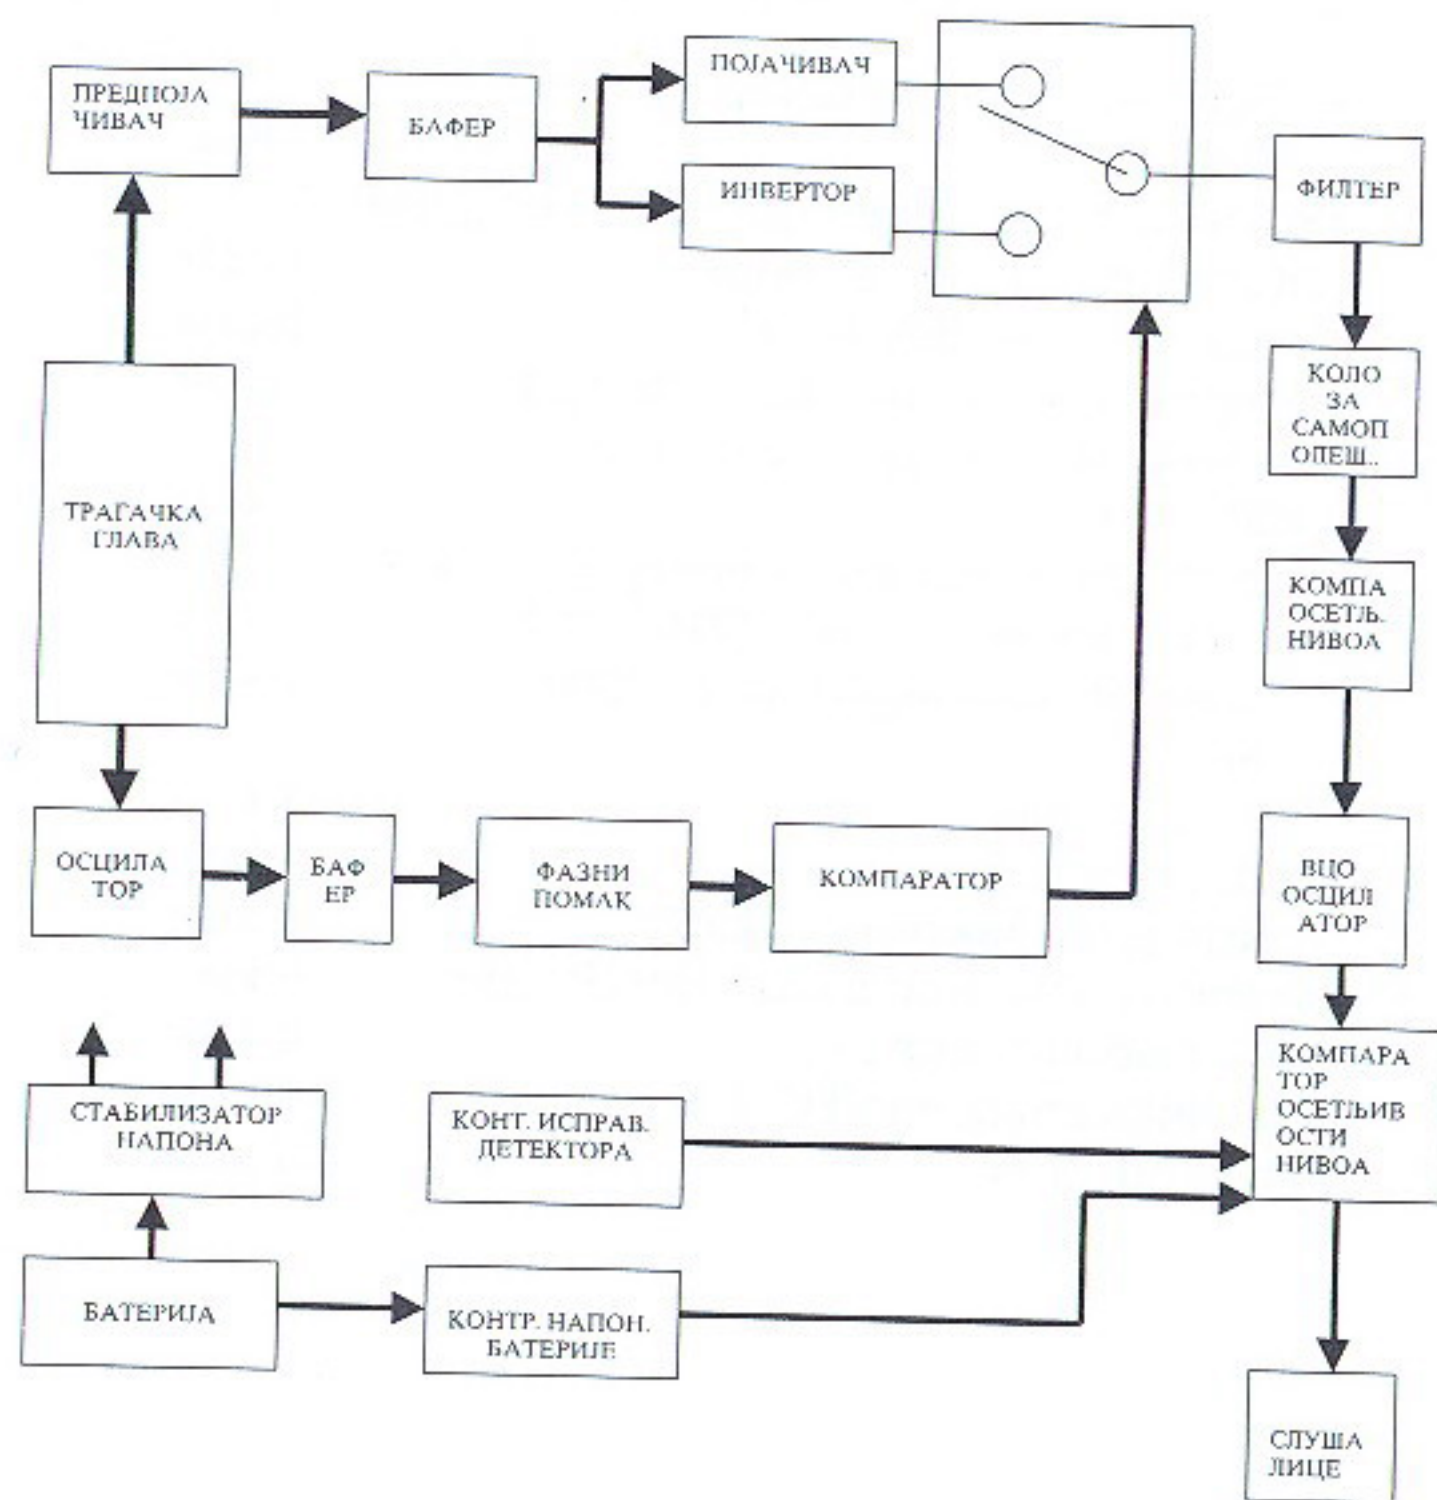 ПРЕДПОЈА
ЧИВАЧ
БАФЕР
ПОЈАЧИВАЧ
ИНВЕРТОР
ФИЛТЕР
КОЛО
ЗА
САМОП
ОПЕШ..
ТРАГАЧКА
ГЛАВА
КОМПА
ОСЕТЉ.
НИВОА
ОСЦИЛА
ТОР
БАФ
ЕР
ФАЗНИ
ПОМАК
КОМПАРАТОР
ВЦО
ОСЦИЛ
АТОР
СТАБИЛИЗАТОР
НАПОНА
КОНТ. ИСПРАВ.
ДЕТЕКТОРА
КОМПАРА
ТОР
ОСЕТЉИВ
ОСТИ
НИВОА
БАТЕРИЈА
КОНТР. НАПОН.
БАТЕРИЈЕ
СЛУША
ЛИЦЕ